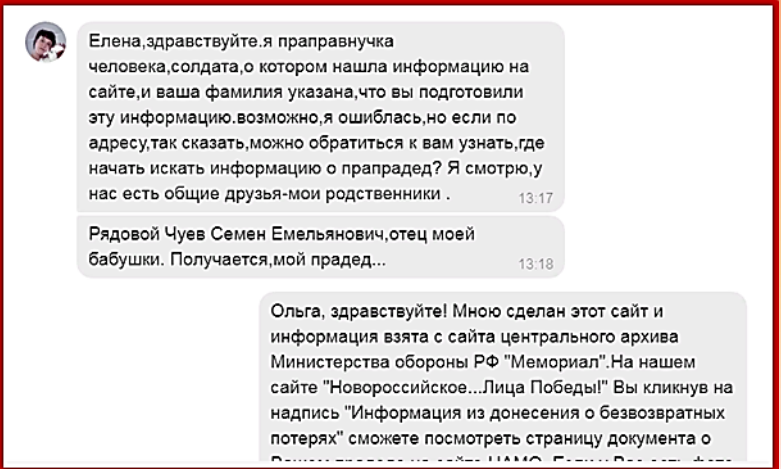 Елена,здравствуйте.я праправнучка
человека,солдата,о котором нашла информацию на
сайте,и ваша фамилия указана,что вы подготовили
эту информацию.возможно,я ошиблась,но если по
адресу,так сказать,можно обратиться к вам узнать,где
начать искать информацию о прапрадед? Я смотрю,у
нас есть общие друзья-мои родственники .
13:17
Рядовой Чуев Семен Емельянович,отец моей
бабушки. Получается,мой прадед...
13:18
Ольга, здравствуйте! Мною сделан этот сайт и
информация взята с сайта центрального архива
Министерства обороны РФ "Мемориал".На нашем
сайте "Новороссийское...Лица Победы!" Вы кликнув на
надпись "Информация из донесения о безвозвратных
потерях" сможете посмотреть страницу документа о